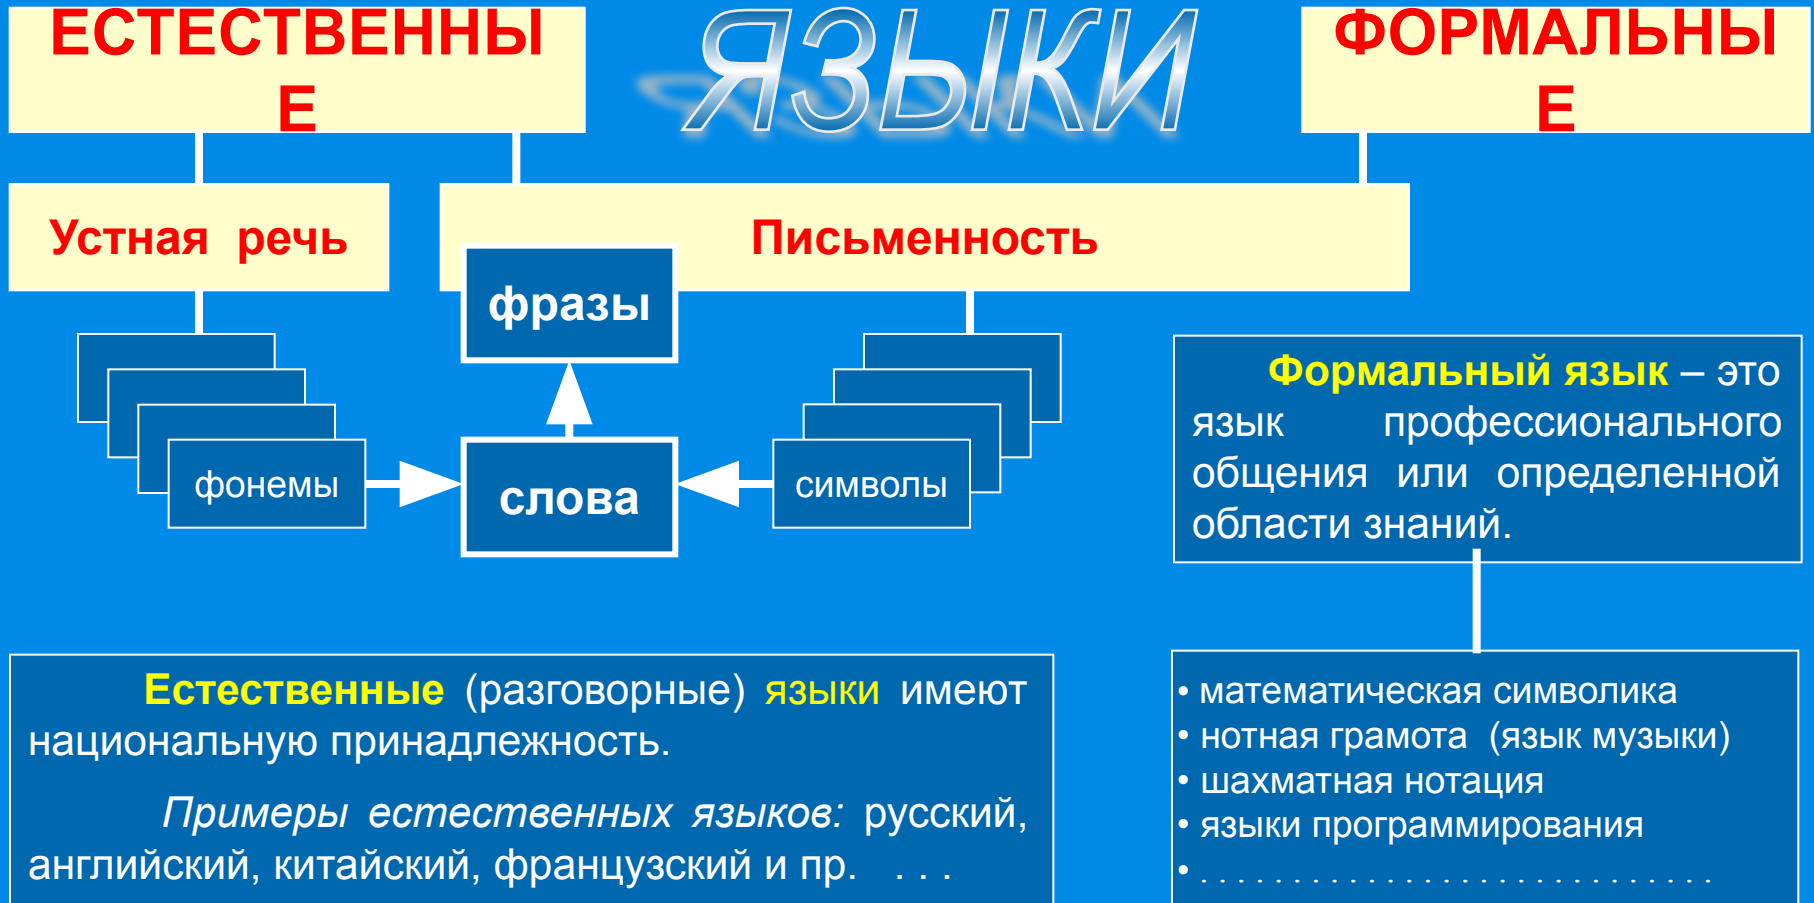 ЕСТЕСТВЕННЫ
Е
ЯЗЫКИ
ФОРМАЛЬНЫ
Е
Устная речь
Письменность
фразы
слова
фонемы
символы
Формальный язык – это
язык профессионального
общения или определенной
области знаний.
Естественные (разговорные) языки имеют
национальную принадлежность.
Примеры естественных языков: русский,
английский, китайский, французский и пр. . . .
• математическая символика
• нотная грамота (язык музыки)
• шахматная нотация
• языки программирования
• . . . . . . . . . . . . . . . . . . . . . . . . . . . .